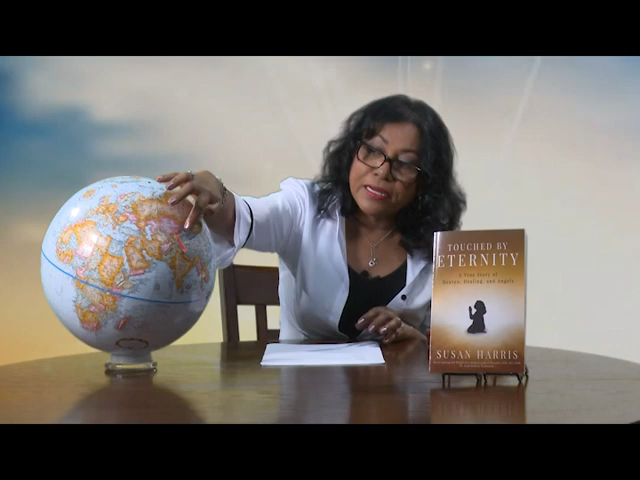 TOUCHED BY
ETERNITY
A True Story of
Heaven, Healing, and Angels
SUSAN HARRIS